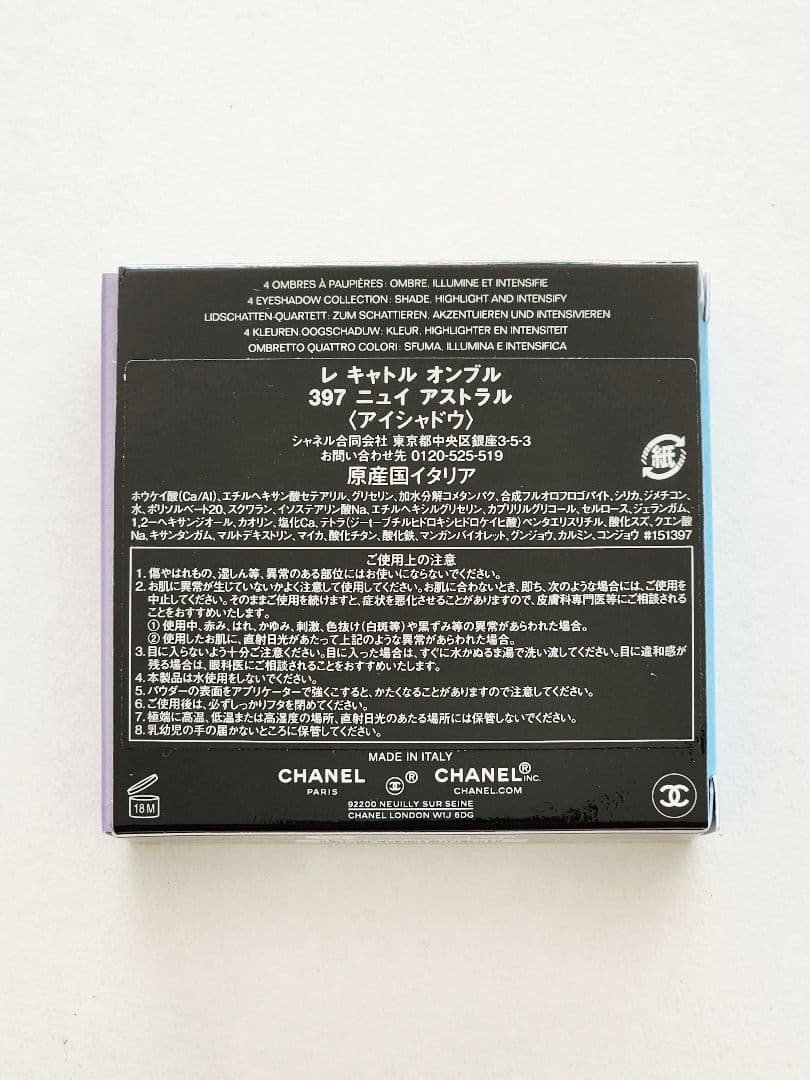 4 OMBRES À PAUPIÈRES: OMBRE, ILLUMINE ET INTENSIFIE
4 EYESHADOW COLLECTION: SHADE, HIGHLIGHT AND INTENSIFY
LIDSCHATTEN-QUARTETT: ZUM SCHATTIEREN, AKZENTUIEREN UND INTENSIVIEREN
4 KLEUREN OOGSCHADUW: KLEUR, HIGHLIGHTER EN INTENSITEIT
OMBRETTO QUATTRO COLORI: SFUMA, ILLUMINA E INTENSIFICA
レ キャトル オンブル
397 ニュイ アストラル
〈アイシャドウ〉
シャネル合同会社 東京都中央区銀座3-5-3
お問い合わせ先 0120-525-519
原産国イタリア
紙
ホウケイ酸(Ca/Al)、エチルヘキサン酸セテアリル、グリセリン、加水分解コメタンパク、合成フルオロフロゴパイト、シリカ、ジメチコン、
水、ポリソルベート20、スクワラン、イソステアリン酸Na、エチルヘキシルグリセリン、カプリリルグリコール、セルロース、ジェランガム、
1,2-ヘキサンジオール、カオリン、塩化Ca、テトラ(ジ-t-ブチルヒドロキシヒドロケイヒ酸)ペンタエリスリチル、酸化スズ、クエン酸
Na、キサンタンガム、マルトデキストリン、マイカ、酸化チタン、酸化鉄、マンガンバイオレット、グンジョウ、カルミン、コンジョウ #151397
ご使用上の注意
1. 傷やはれもの、湿しん等、異常のある部位にはお使いにならないでください。
2. お肌に異常が生じていないかよく注意して使用してください。お肌に合わないとき、即ち、次のような場合には、ご使用を
中止してください。そのままご使用を続けますと、症状を悪化させることがありますので、皮膚科専門医等にご相談される
ことをおすすめいたします。
① 使用中、赤み、はれ、かゆみ、刺激、色抜け(白斑等)や黒ずみ等の異常があらわれた場合。
② 使用したお肌に、直射日光があたって上記のような異常があらわれた場合。
3. 目に入らないよう十分ご注意ください。目に入った場合は、すぐに水かぬるま湯で洗い流してください。目に違和感が
残る場合は、眼科医にご相談されることをおすすめいたします。
4. 本製品は水使用をしないでください。
5. パウダーの表面をアプリケーターで強くこすると、かたくなることがありますので注意してください。
6. ご使用後は、必ずしっかりフタを閉めてください。
7. 極端に高温、低温または高湿度の場所、直射日光のあたる場所には保管しないでください。
8. 乳幼児の手の届かないところに保管してください。
MADE IN ITALY
CHANEL ® CHANEL® INC.
PARIS CHANEL.COM
18 M
92200 NEUILLY SUR SEINE
CHANEL LONDON W1J 6DG